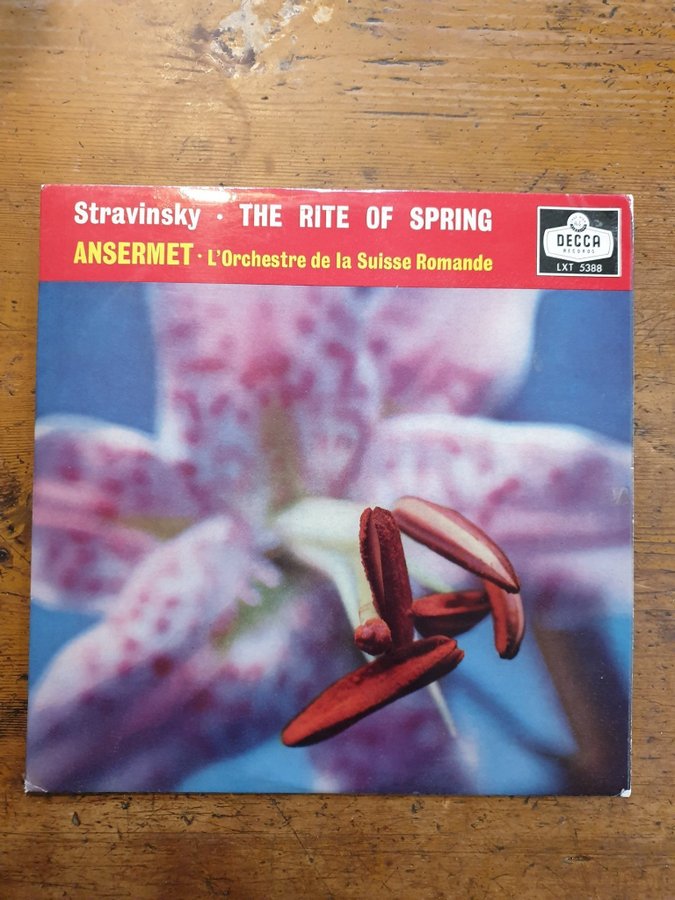 Stravinsky · THE RITE OF SPRING
ANSERMET · L'Orchestre de la Suisse Romande
DECCA
RECORDS
LXT 5388